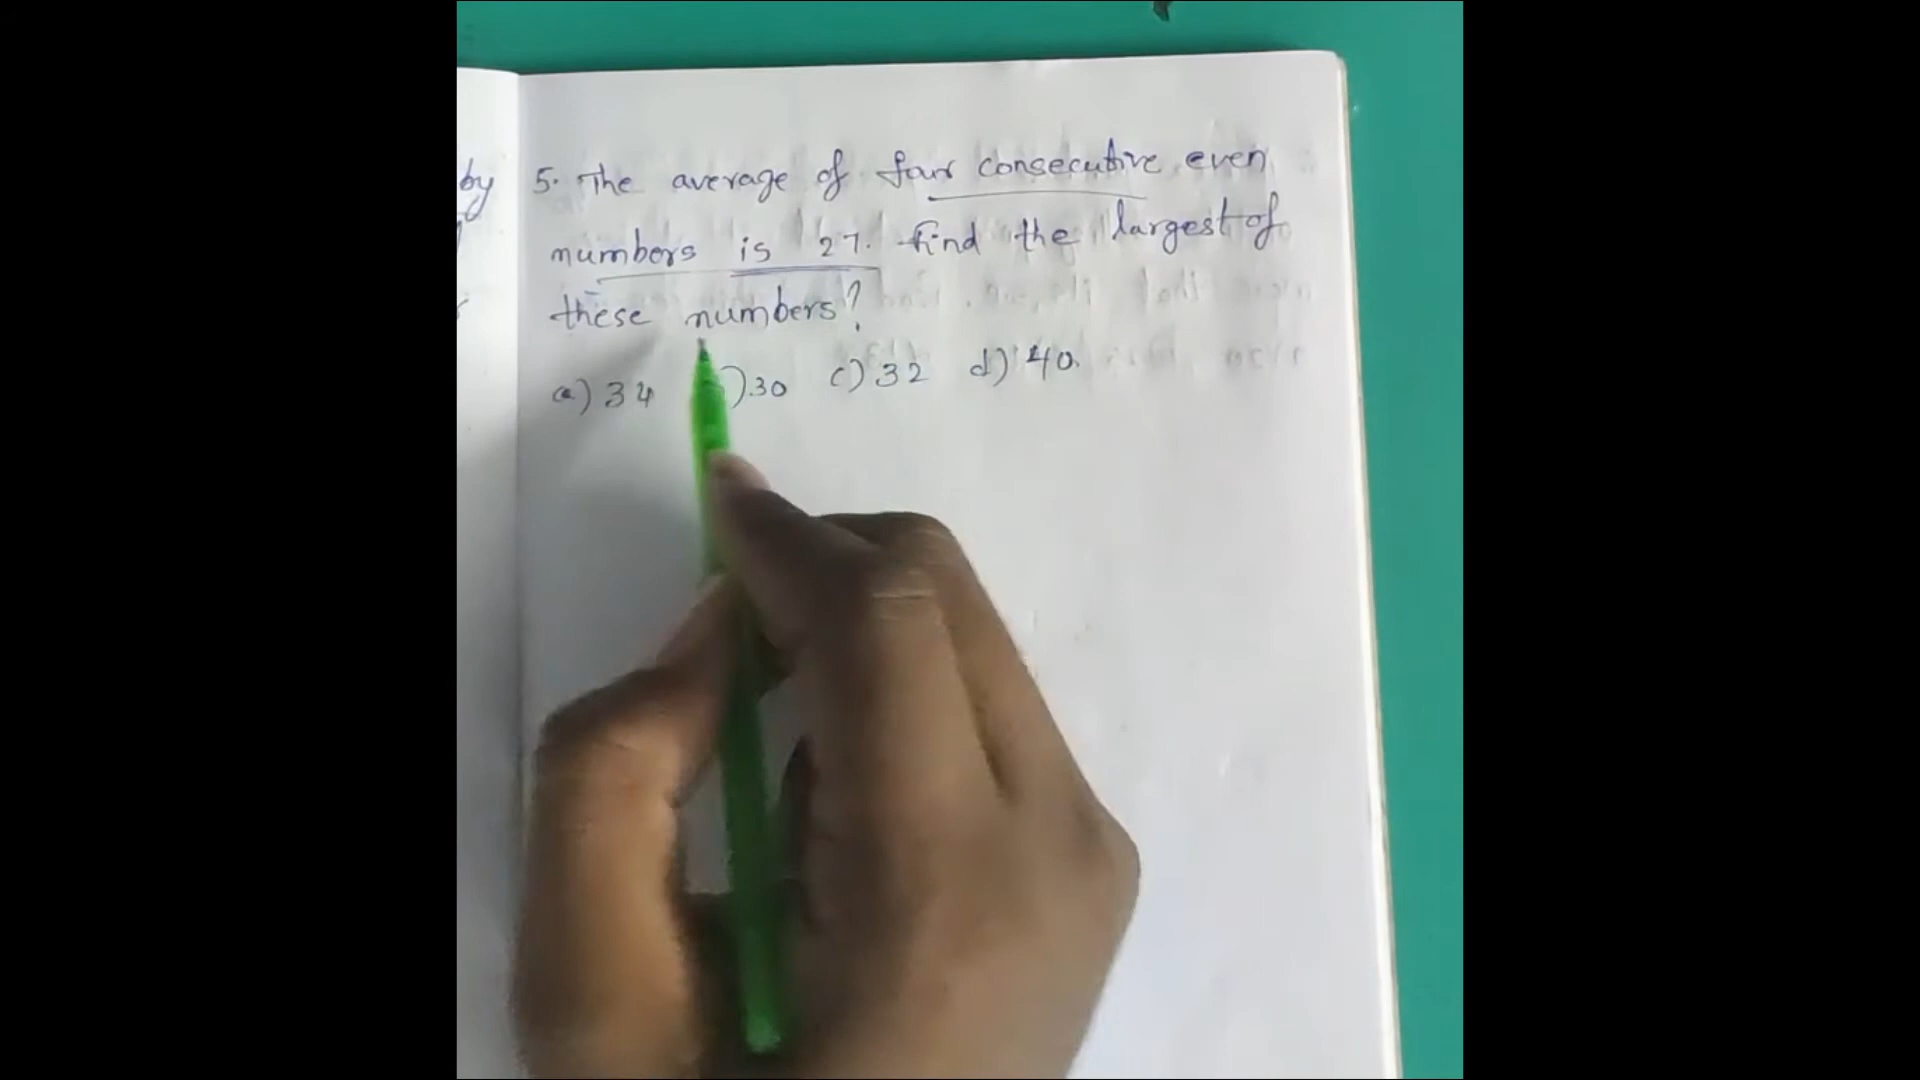 by
5. The average of four consecutive even
numbers is 27. Find the largest of
these numbers?
a) 34 ) 30 c) 32 d) 40